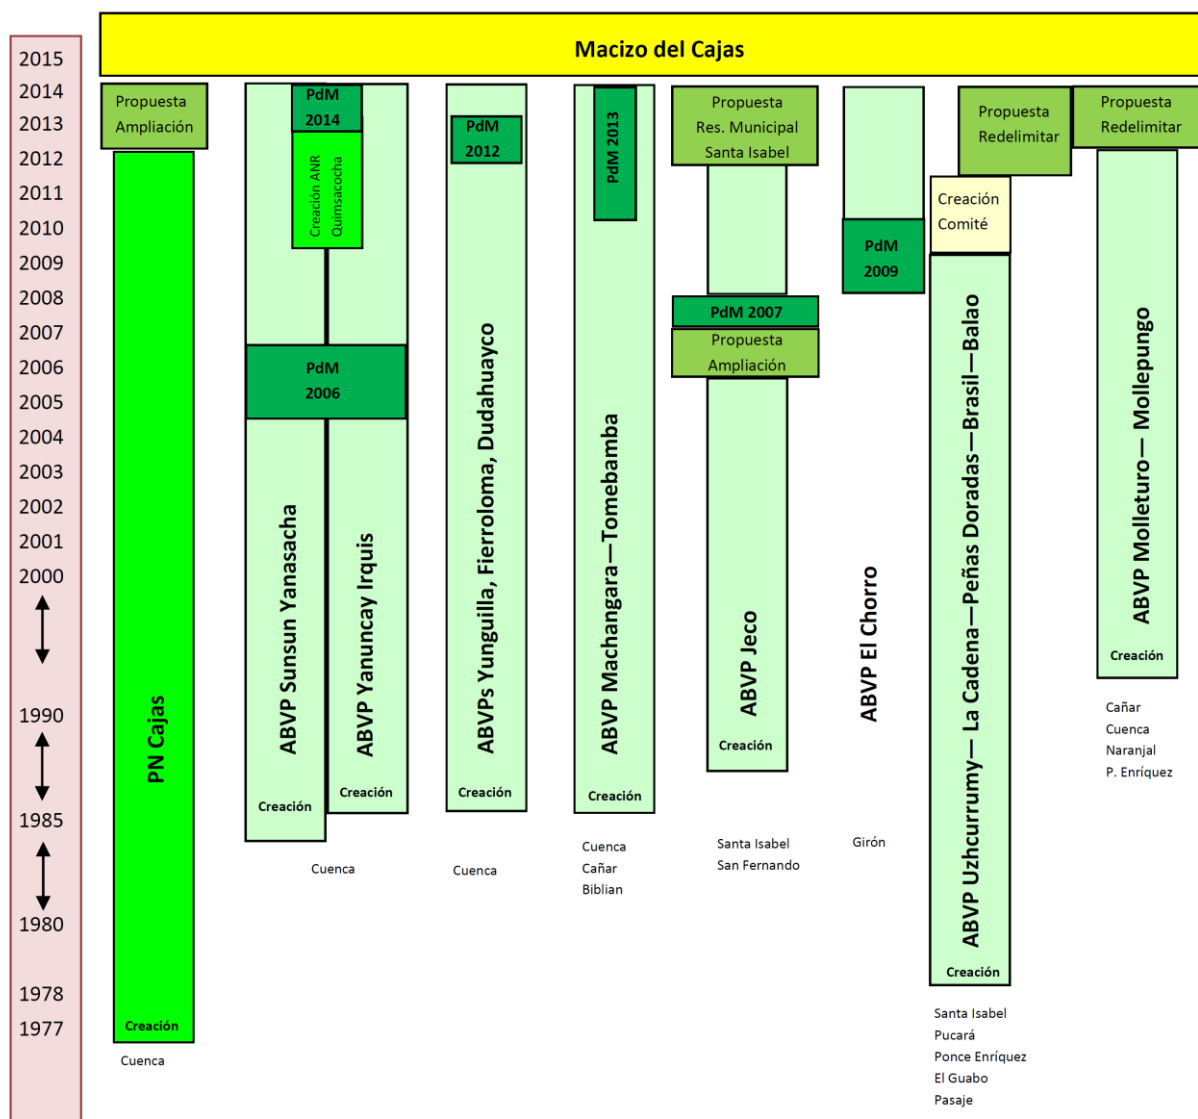 Macizo del Cajas
2015
2014
2013
2012
2011
2010
2009
2008
2007
2006
2005
2004
2003
2002
2001
2000
1990
1985
1980
1978
1977
Propuesta
Ampliación
PN Cajas
Creación
Cuenca
PdM
2014
Creación ANR
Quimsacocha
PdM
2006
ABVP Sunsun Yanasacha
Creación
ABVP Yanuncay Irquis
Creación
Cuenca
PdM
2012
ABVPs Yunguilla, Fierroloma, Dudahuayco
Creación
Cuenca
PdM 2013
ABVP Machangara—Tomebamba
Creación
Cuenca
Cañar
Biblian
Propuesta
Res. Municipal
Santa Isabel
PdM 2007
Propuesta
Ampliación
ABVP Jeco
Creación
Santa Isabel
San Fernando
PdM
2009
ABVP El Chorro
Girón
Propuesta
Redelimitar
Creación
Comité
ABVP Uzhcurrumy— La Cadena—Peñas Doradas—Brasil—Balao
Creación
Santa Isabel
Pucará
Ponce Enríquez
El Guabo
Pasaje
Propuesta
Redelimitar
ABVP Molleturo— Mollepungo
Creación
Cañar
Cuenca
Naranjal
P. Enríquez